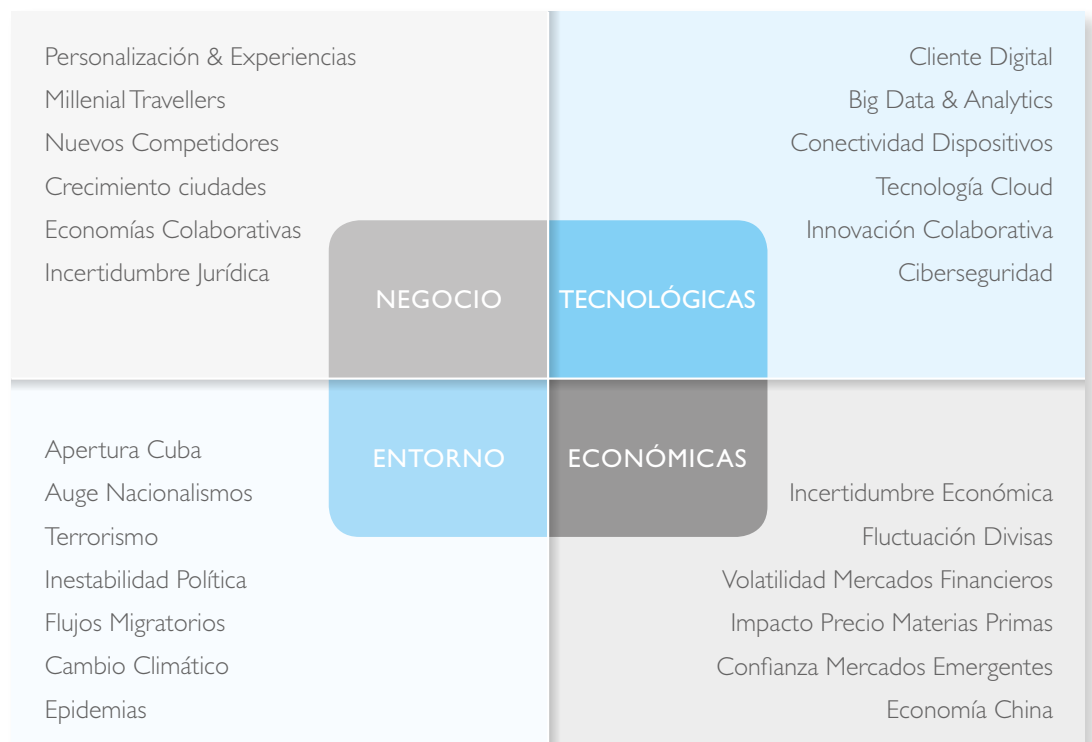 Personalización & Experiencias
Millenial Travellers
Nuevos Competidores
Crecimiento ciudades
Economías Colaborativas
Incertidumbre Jurídica
NEGOCIO
Cliente Digital
Big Data & Analytics
Conectividad Dispositivos
Tecnología Cloud
Innovación Colaborativa
Ciberseguridad
TECNOLÓGICAS
Apertura Cuba
Auge Nacionalismos
Terrorismo
Inestabilidad Política
Flujos Migratorios
Cambio Climático
Epidemias
ENTORNO
ECONÓMICAS
Incertidumbre Económica
Fluctuación Divisas
Volatilidad Mercados Financieros
Impacto Precio Materias Primas
Confianza Mercados Emergentes
Economía China